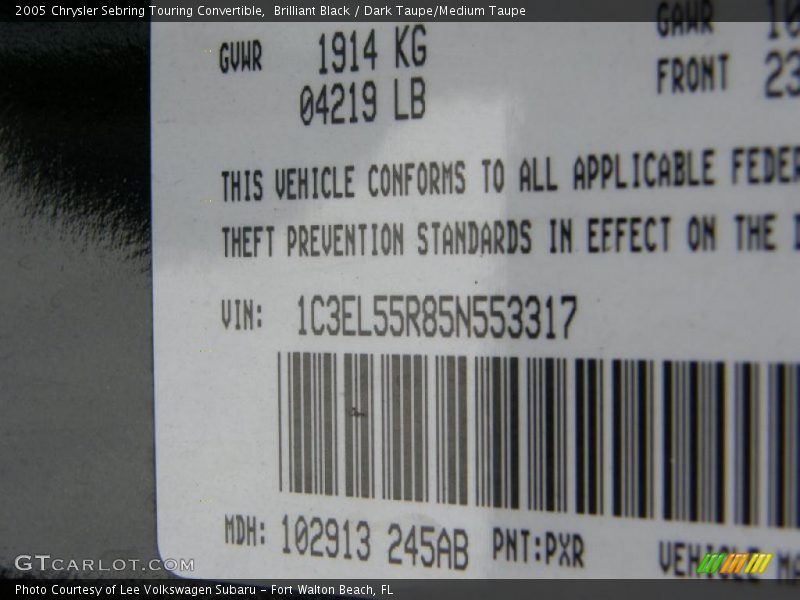 2005 Chrysler Sebring Touring Convertible,  Brilliant Black / Dark Taupe/Medium Taupe
GVWR 1914 KG GAWR
04219 LB FRONT 23
THIS VEHICLE CONFORMS TO ALL APPLICABLE FEDER
THEFT PREVENTION STANDARDS IN EFFECT ON THE
VIN: 1C3EL55R85N553317
MDH: 102913 245AB PNT:PXR VEHICLE
GTCARLOT.COM
Photo Courtesy of Lee Volkswagen Subaru - Fort Walton Beach, FL